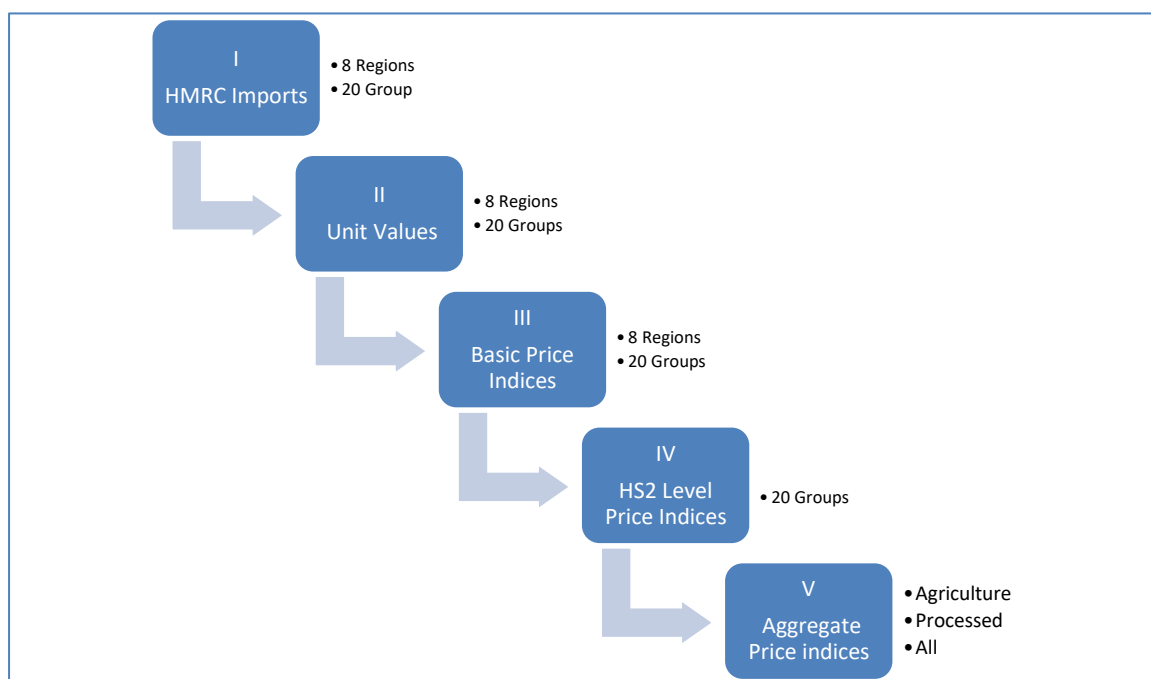 I
HMRC Imports
• 8 Regions
• 20 Group
II
Unit Values
• 8 Regions
• 20 Groups
III
Basic Price
Indices
• 8 Regions
• 20 Groups
IV
HS2 Level
Price Indices
• 20 Groups
V
Aggregate
Price indices
• Agriculture
• Processed
• All